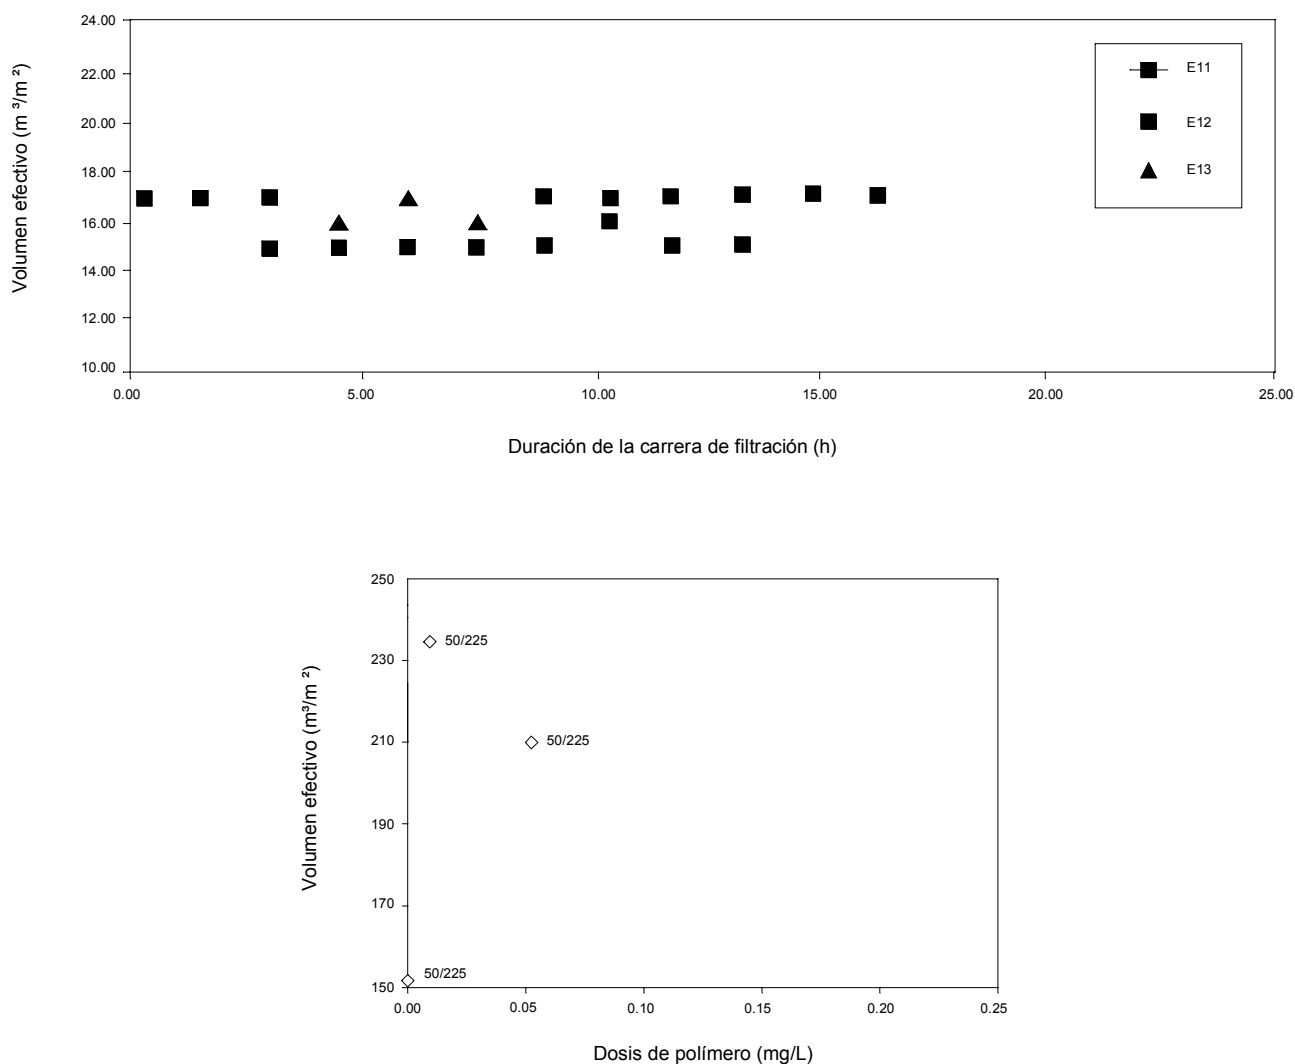 24.00
22.00
20.00
18.00
16.00
14.00
12.00
10.00
Volumen efectivo (m ³/m ²)
E11
E12
E13
0.00 5.00 10.00 15.00 20.00 25.00
Duración de la carrera de filtración (h)
250
230
210
190
170
150
Volumen efectivo (m³/m ²)
50/225
50/225
50/225
0.00 0.05 0.10 0.15 0.20 0.25
Dosis de polímero (mg/L)